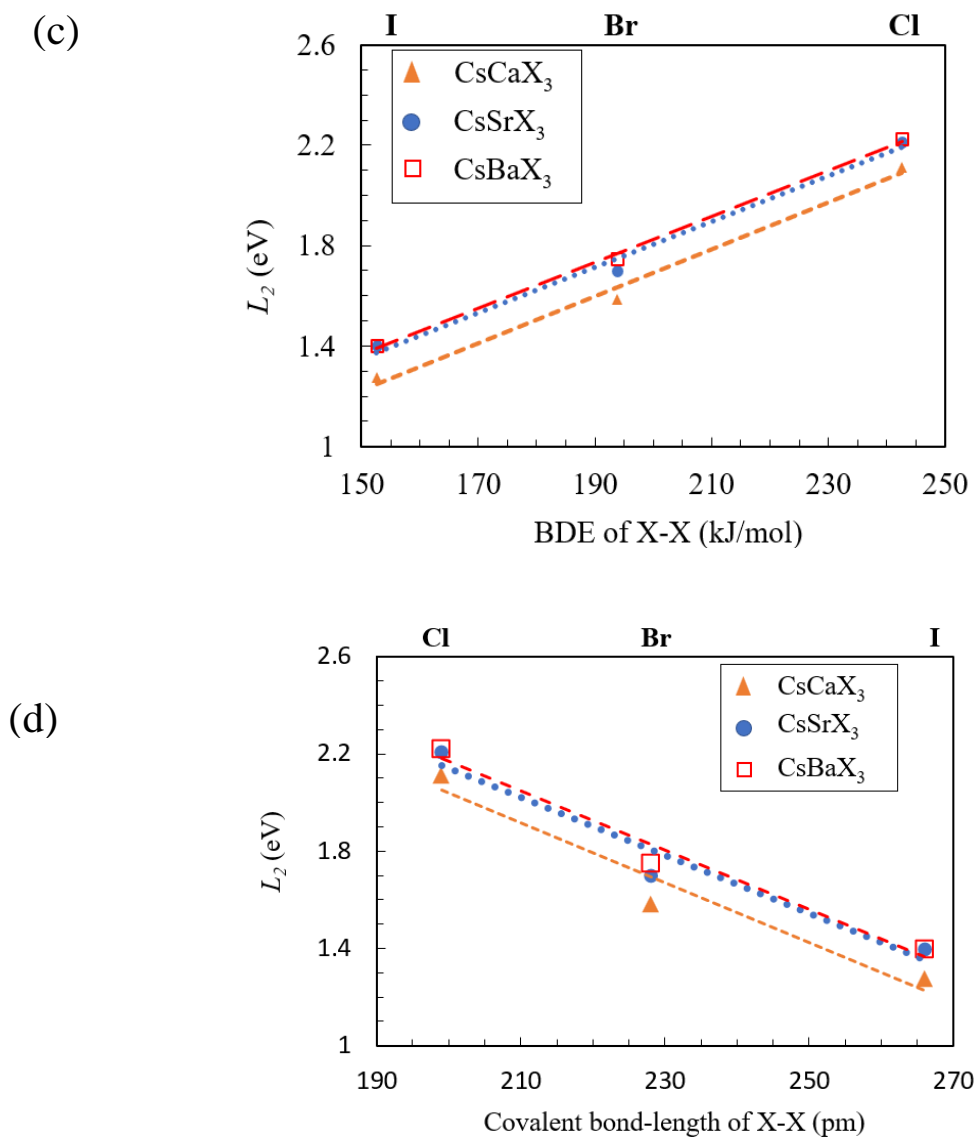 (c)
I Br Cl
2.6
2.2
1.8
1.4
1
L2 (eV)
CsCaX3
CsSrX3
CsBaX3
150 170 190 210 230 250
BDE of X-X (kJ/mol)
(d)
Cl Br I
2.6
2.2
1.8
1.4
1
L2 (eV)
CsCaX3
CsSrX3
CsBaX3
190 210 230 250 270
Covalent bond-length of X-X (pm)